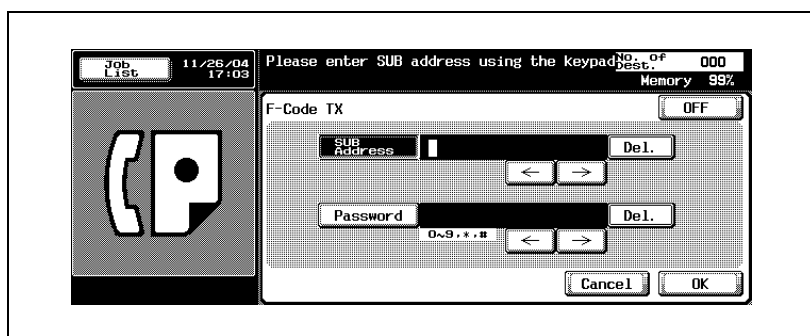 Job
List
11/26/04
17:03
Please enter SUB address using the keypad
No. of
Dest.
000
Memory 99%
F-Code TX
OFF
SUB
Address
Del.
← →
Password
Del.
0~9,*,#
← →
Cancel
OK